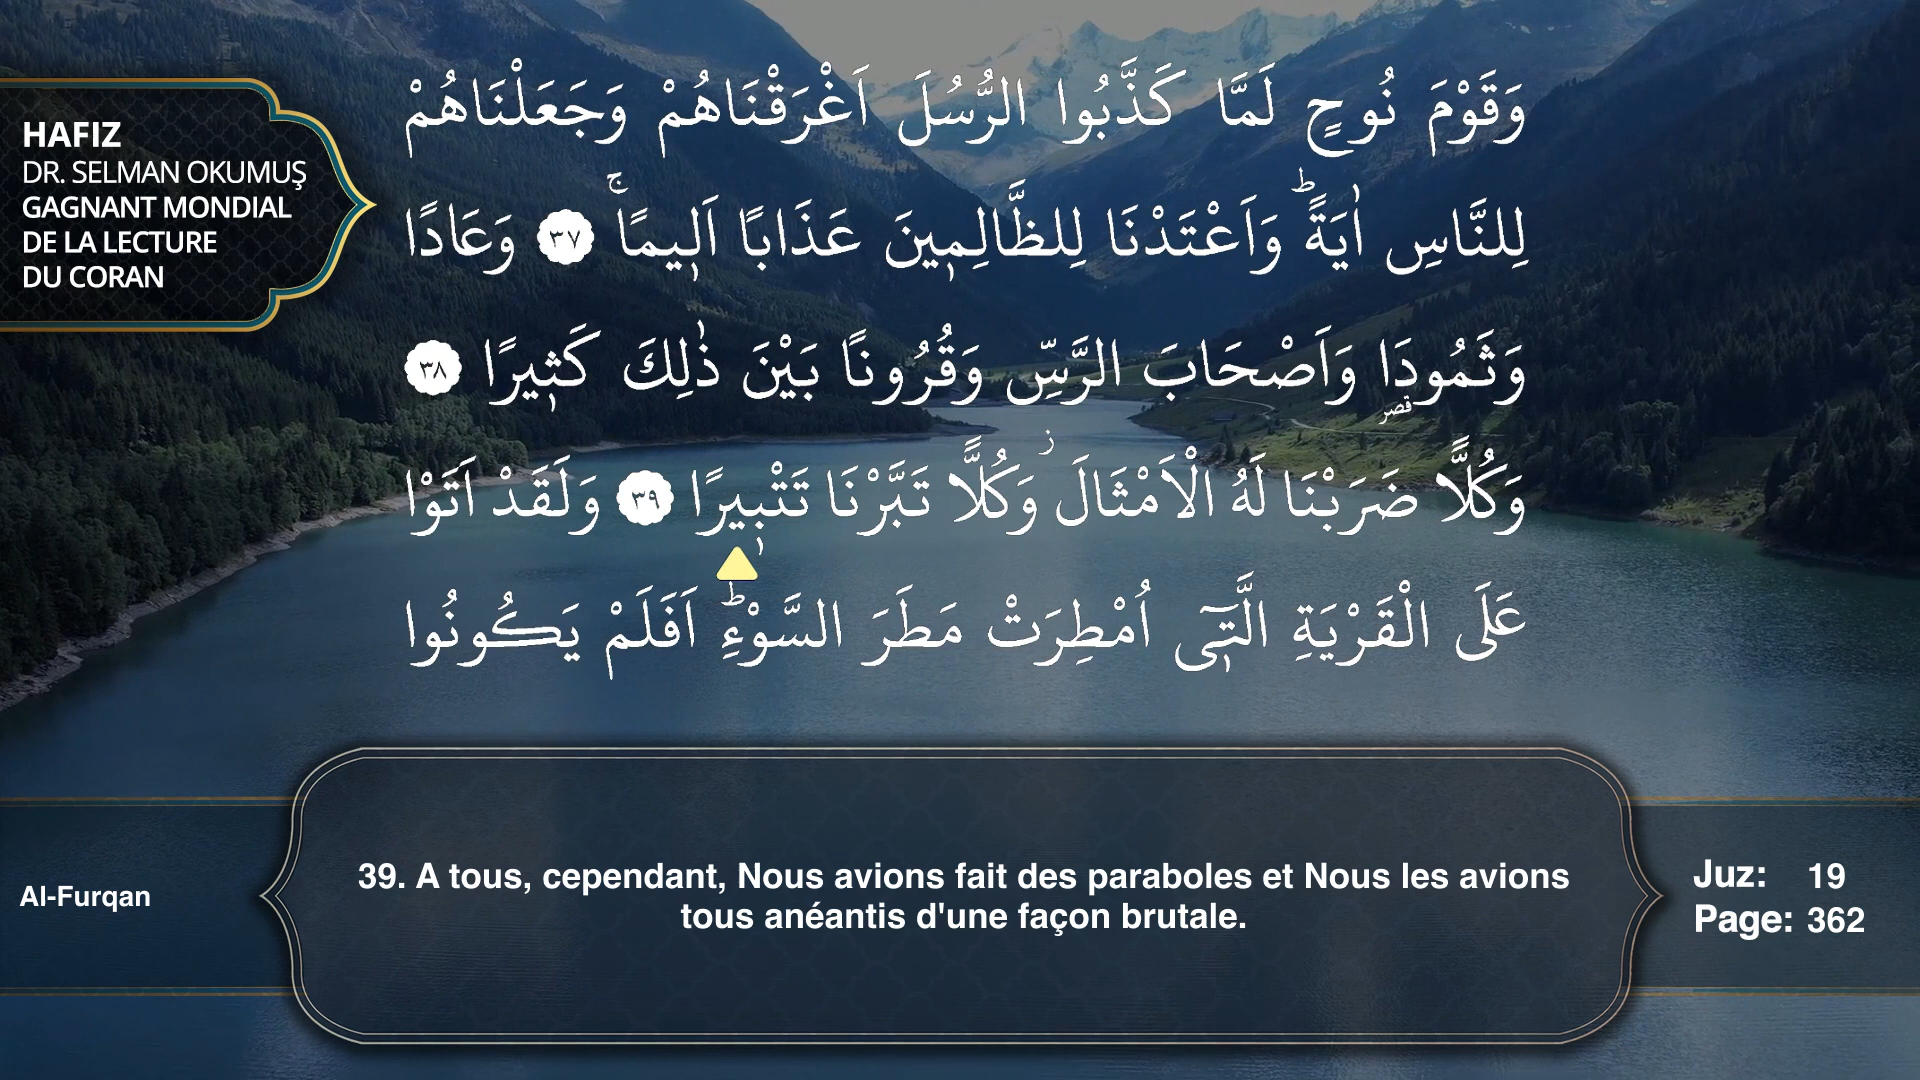 HAFIZ
DR. SELMAN OKUMUŞ
GAGNANT MONDIAL
DE LA LECTURE
DU CORAN
وَقَوْمَ نُوحٍ لَمَّا كَذَّبُوا الرُّسُلَ اَغْرَقْنَاهُمْ وَجَعَلْنَاهُمْ
لِلنَّاسِ اٰيَةًۜ وَاَعْتَدْنَا لِلظَّالِم۪ينَ عَذَابًا اَل۪يمًاۚ ٣٧ وَعَادًا
وَثَمُودَا۬ وَاَصْحَابَ الرَّسِّ وَقُرُونًا بَيْنَ ذٰلِكَ كَث۪يرًا ٣٨
وَكُلًّا ضَرَبْنَا لَهُ الْاَمْثَالَۘ وَكُلًّا تَبَّرْنَا تَتْب۪يرًا ٣٩ وَلَقَدْ اَتَوْا
عَلَى الْقَرْيَةِ الَّت۪ٓى اُمْطِرَتْ مَطَرَ السَّوْءِۜ اَفَلَمْ يَكُونُوا
39. A tous, cependant, Nous avions fait des paraboles et Nous les avions
tous anéantis d'une façon brutale.
Al-Furqan
Juz: 19
Page: 362